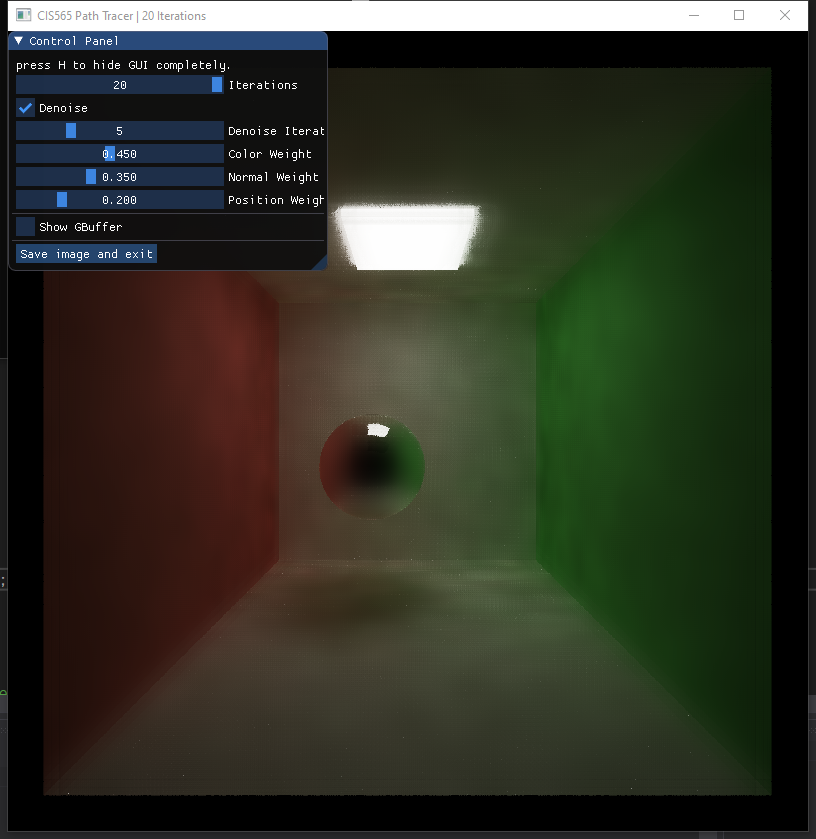 CIS565 Path Tracer | 20 Iterations
Control Panel
press H to hide GUI completely.
20 Iterations
Denoise
5 Denoise Iterat
0.450 Color Weight
0.350 Normal Weight
0.200 Position Weigh
Show GBuffer
Save image and exit
;